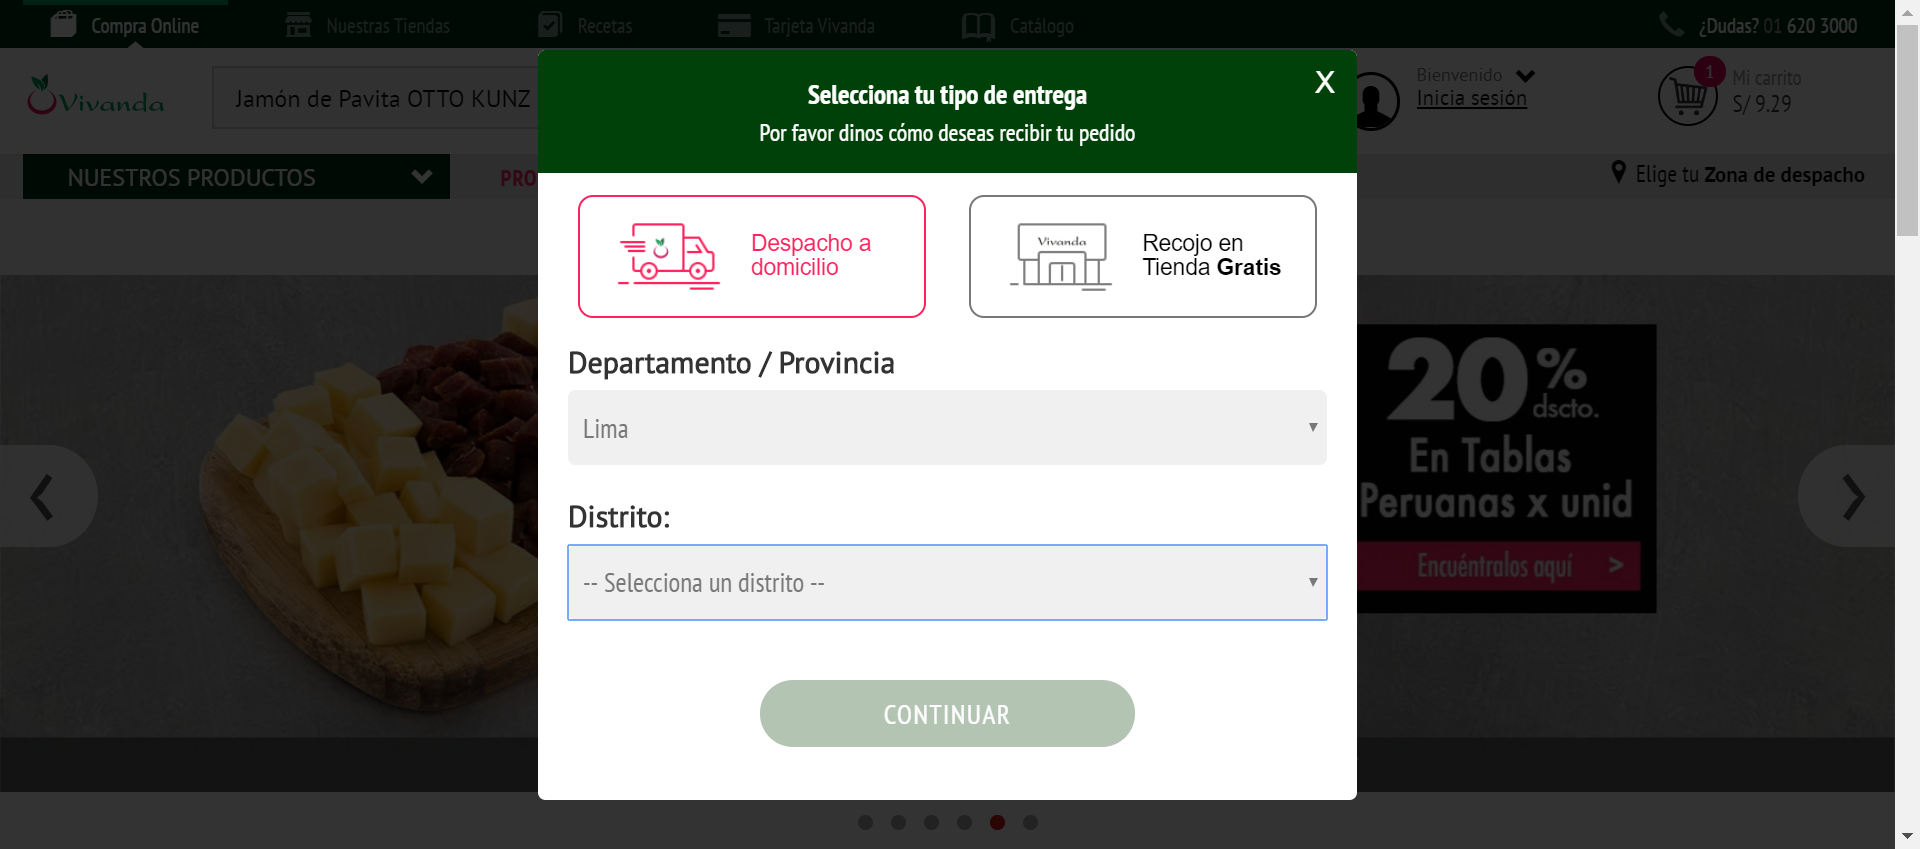 Compra Online
Nuestras Tiendas
Recetas
Tarjeta Vivanda
Catálogo
¿Dudas? 01 620 3000
Vivanda
Jamón de Pavita OTTO KUNZ
Bienvenido
Inicia sesión
1
Mi carrito
S/ 9.29
NUESTROS PRODUCTOS
PRO
Elige tu Zona de despacho
Selecciona tu tipo de entrega
X
Por favor dinos cómo deseas recibir tu pedido
Despacho a
domicilio
Vivanda
Recojo en
Tienda Gratis
Departamento / Provincia
Lima
Distrito:
-- Selecciona un distrito --
CONTINUAR
20%
dscto.
En Tablas
Peruanas x unid
Encuéntralos aquí >